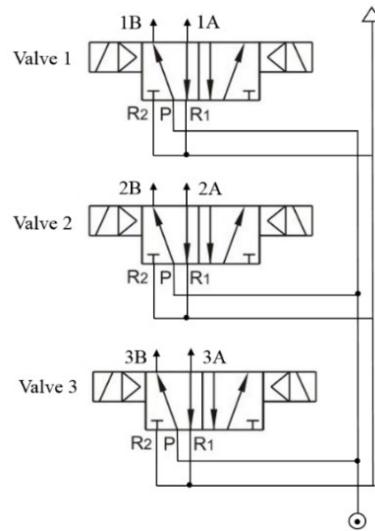 1B 1A
Valve 1
R2 P R1
2B 2A
Valve 2
R2 P R1
3B 3A
Valve 3
R2 P R1